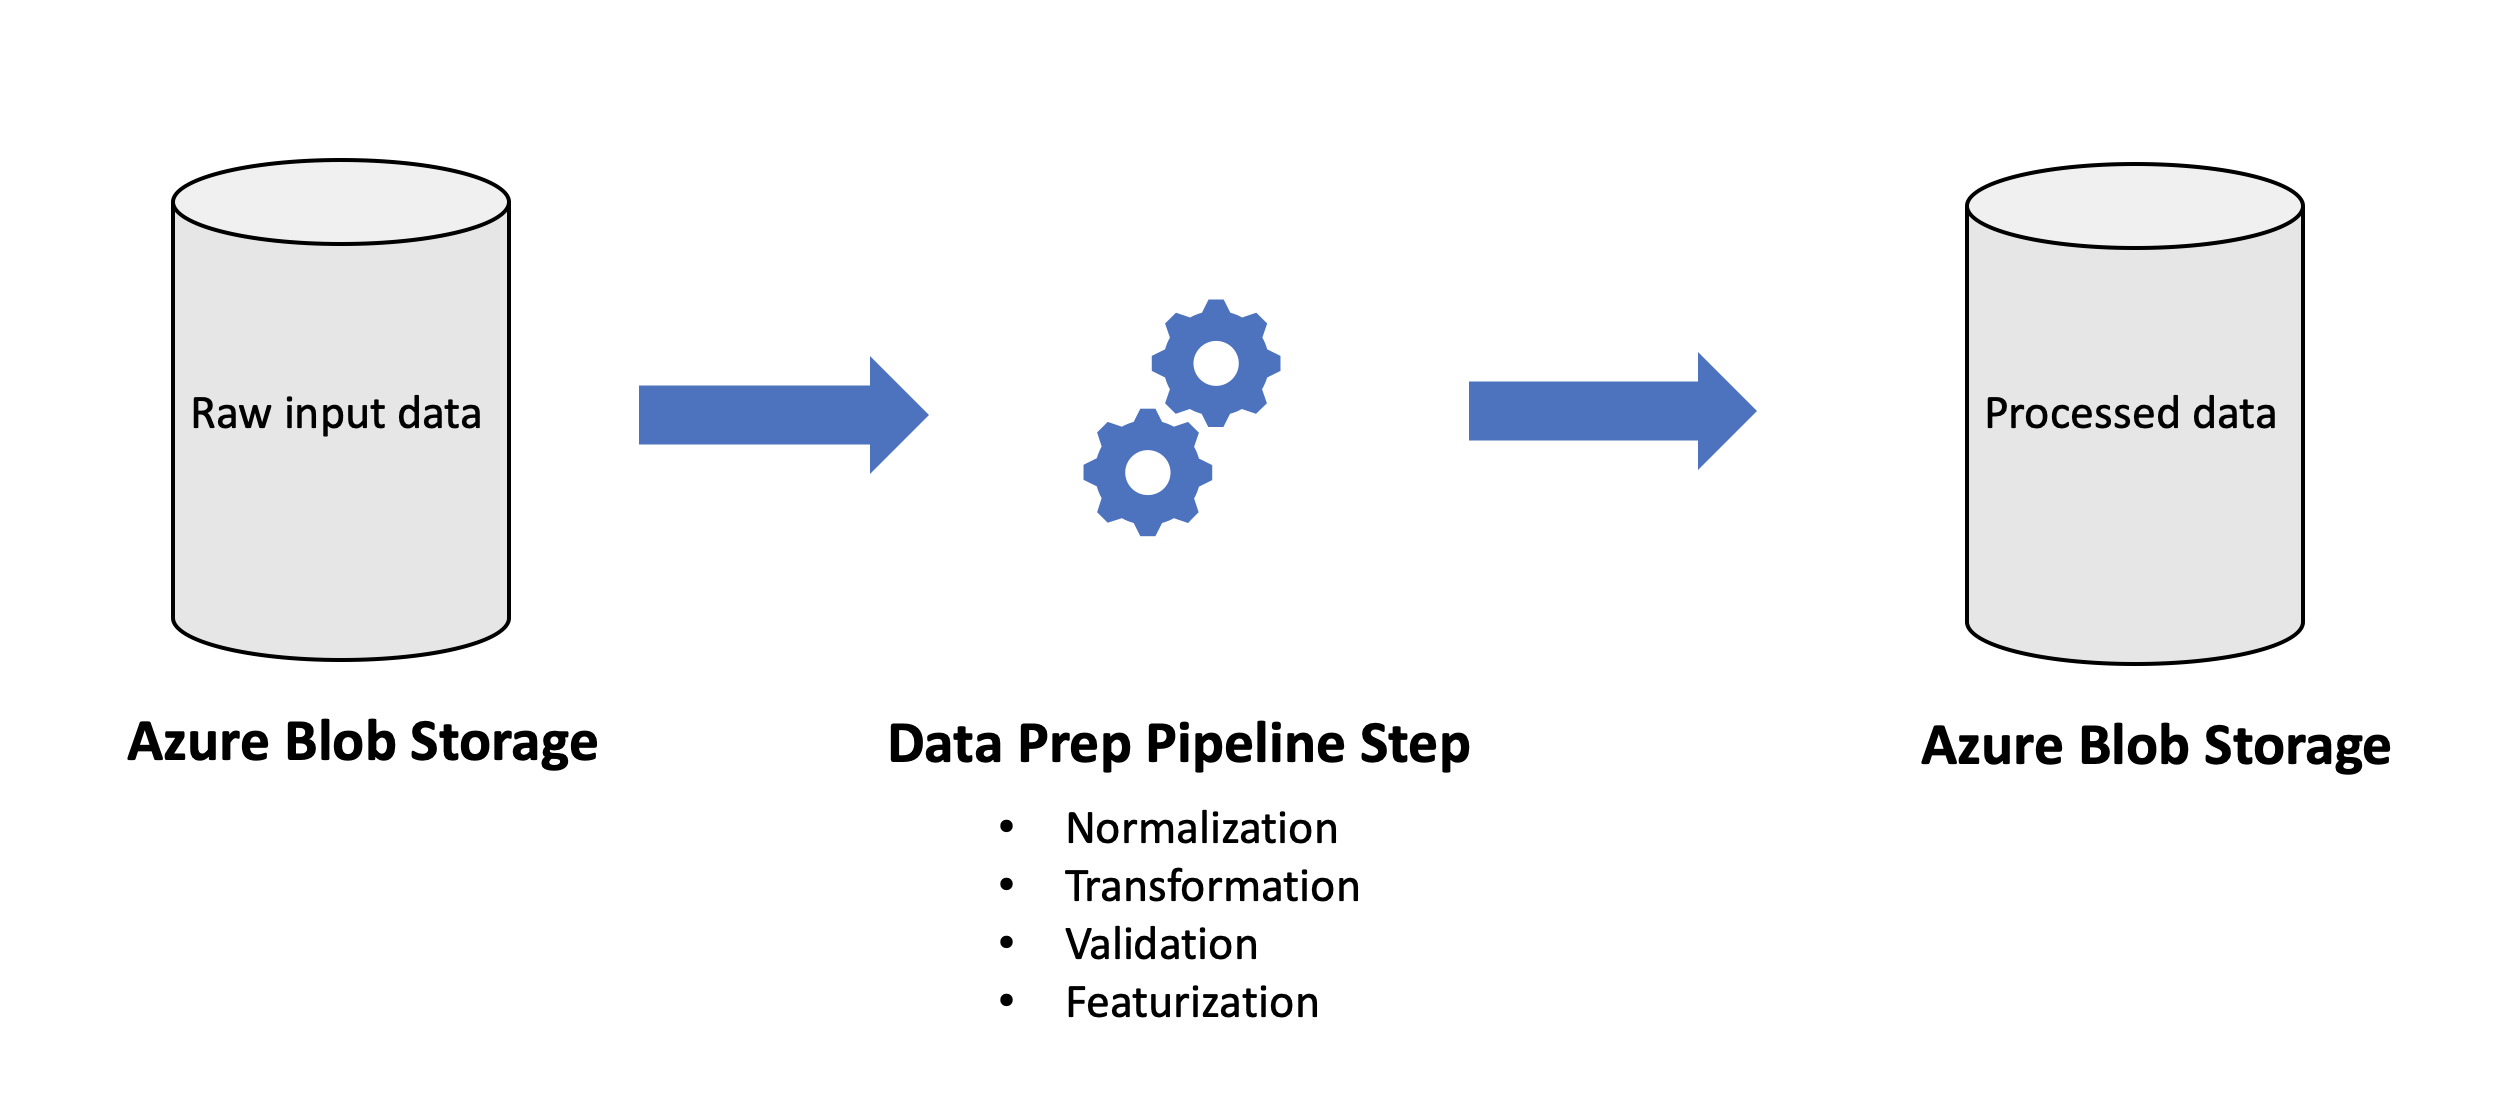 Raw input data
Processed data
Azure Blob Storage
Data Prep Pipeline Step
Azure Blob Storage
• Normalization
• Transformation
• Validation
• Featurization